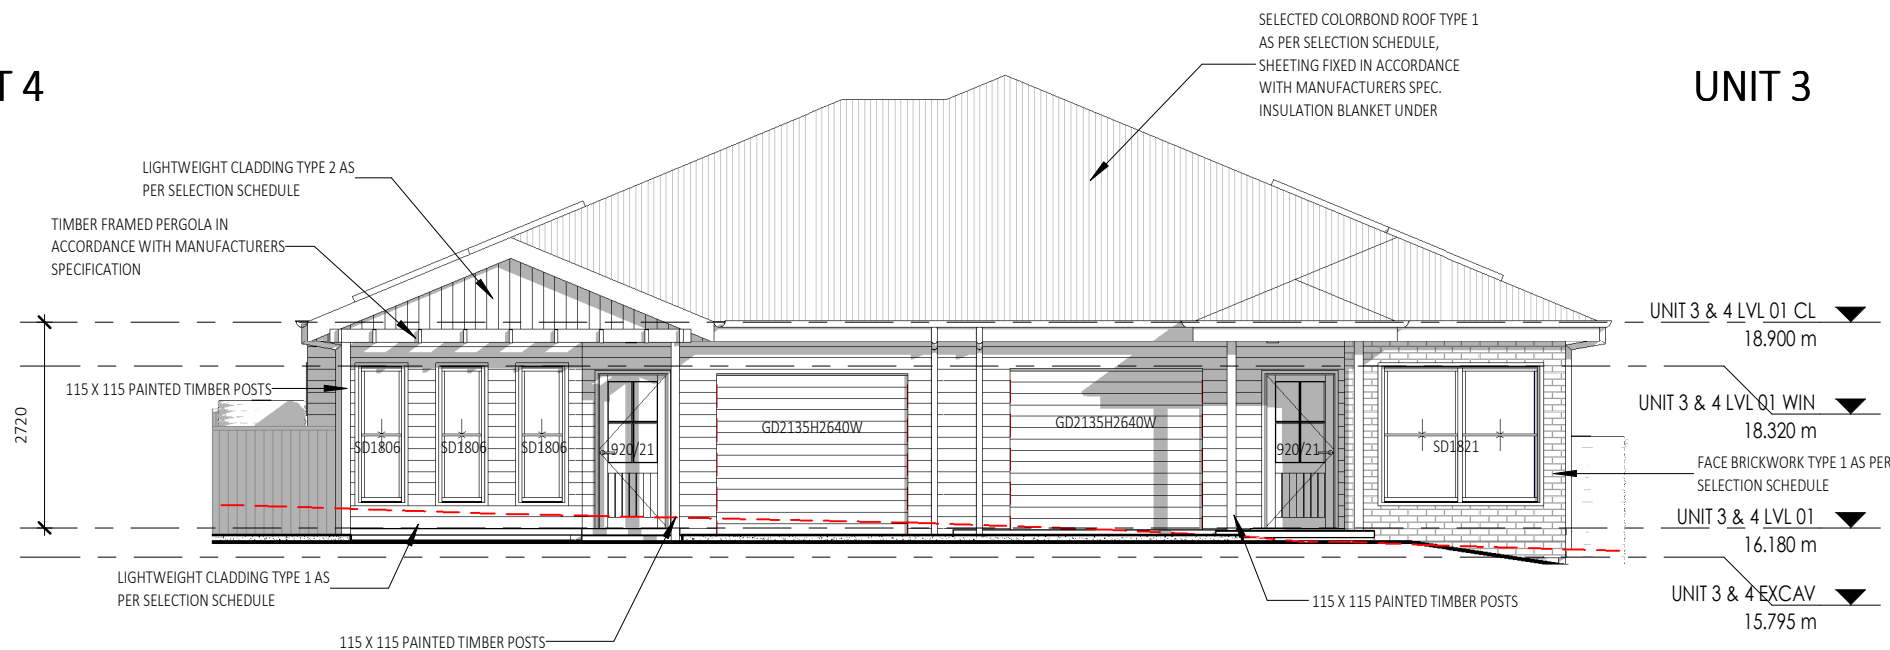 SELECTED COLORBOND ROOF TYPE 1
AS PER SELECTION SCHEDULE,
SHEETING FIXED IN ACCORDANCE
WITH MANUFACTURERS SPEC.
INSULATION BLANKET UNDER
T 4
UNIT 3
LIGHTWEIGHT CLADDING TYPE 2 AS
PER SELECTION SCHEDULE
TIMBER FRAMED PERGOLA IN
ACCORDANCE WITH MANUFACTURERS
SPECIFICATION
UNIT 3 & 4 LVL 01 CL
18.900 m
115 X 115 PAINTED TIMBER POSTS
UNIT 3 & 4 LVL 01 WIN
18.320 m
2720
SD1806
SD1806
SD1806
920/21
GD2135H2640W
GD2135H2640W
920/21
SD1821
FACE BRICKWORK TYPE 1 AS PER
SELECTION SCHEDULE
UNIT 3 & 4 LVL 01
16.180 m
LIGHTWEIGHT CLADDING TYPE 1 AS
PER SELECTION SCHEDULE
115 X 115 PAINTED TIMBER POSTS
115 X 115 PAINTED TIMBER POSTS
UNIT 3 & 4 EXCAV
15.795 m